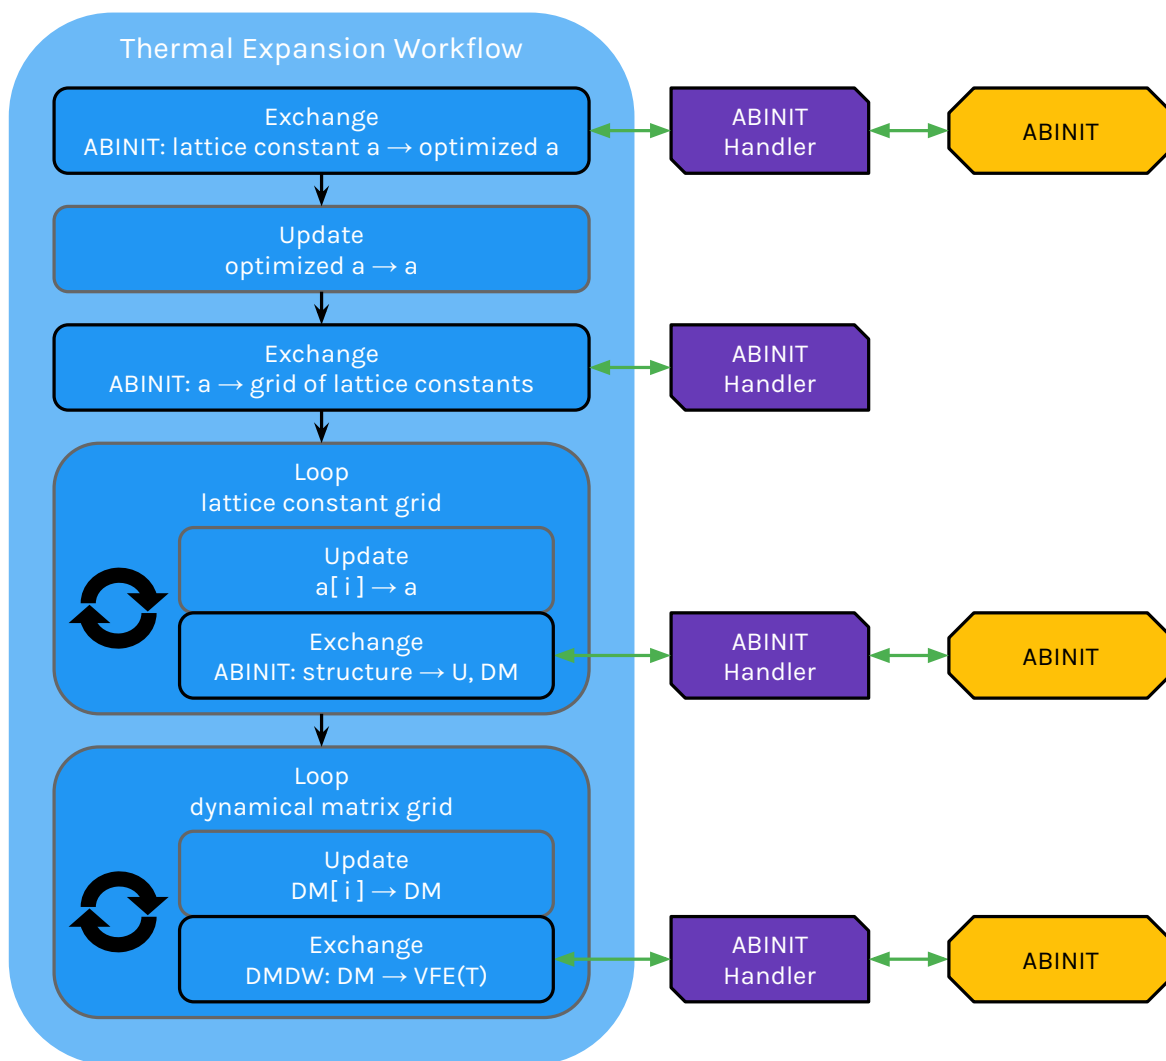 Thermal Expansion Workflow
Exchange
ABINIT: lattice constant a → optimized a
ABINIT
Handler
ABINIT
Update
optimized a → a
Exchange
ABINIT: a → grid of lattice constants
ABINIT
Handler
Loop
lattice constant grid
Update
a[ i ] → a
Exchange
ABINIT: structure → U, DM
ABINIT
Handler
ABINIT
Loop
dynamical matrix grid
Update
DM[ i ] → DM
Exchange
DMDW: DM → VFE(T)
ABINIT
Handler
ABINIT